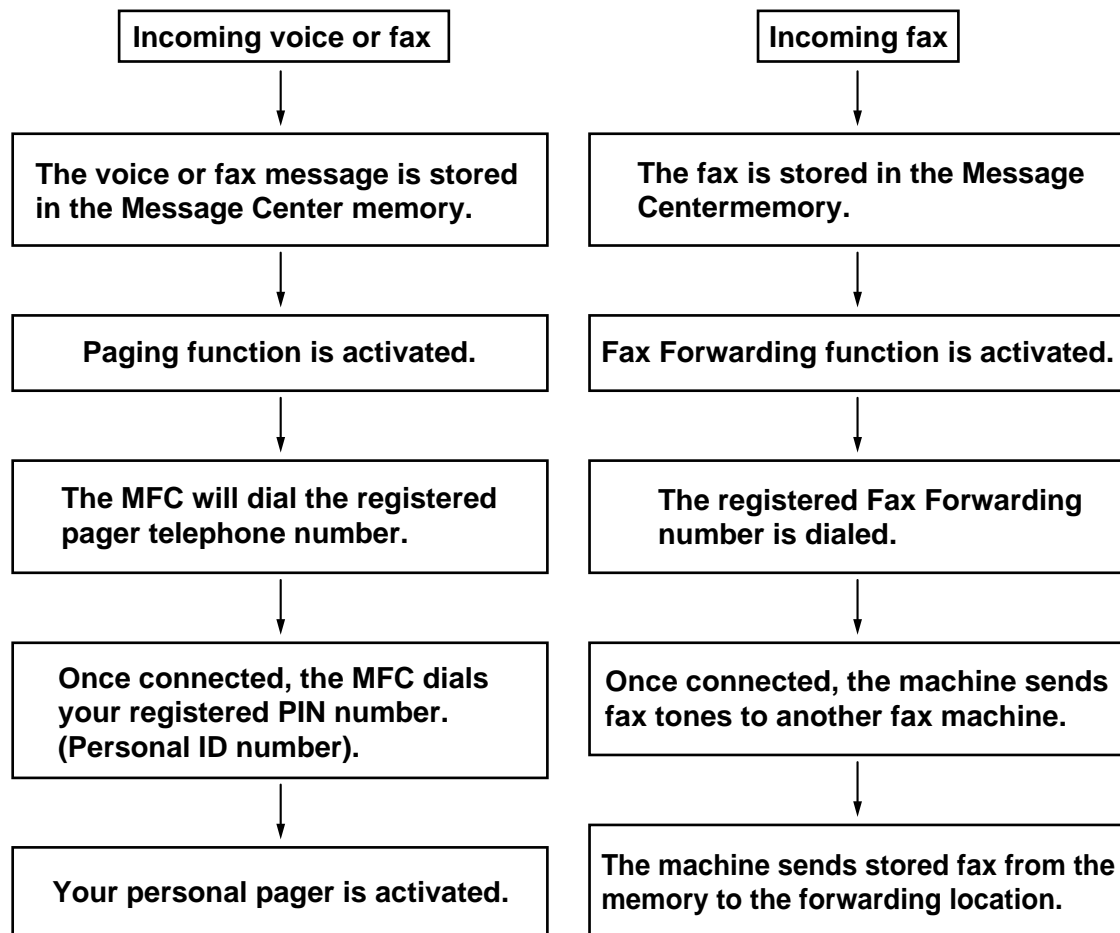 Incoming voice or fax
The voice or fax message is stored
in the Message Center memory.
Paging function is activated.
The MFC will dial the registered
pager telephone number.
Once connected, the MFC dials
your registered PIN number.
(Personal ID number).
Your personal pager is activated.
Incoming fax
The fax is stored in the Message
Centermemory.
Fax Forwarding function is activated.
The registered Fax Forwarding
number is dialed.
Once connected, the machine sends
fax tones to another fax machine.
The machine sends stored fax from the
memory to the forwarding location.